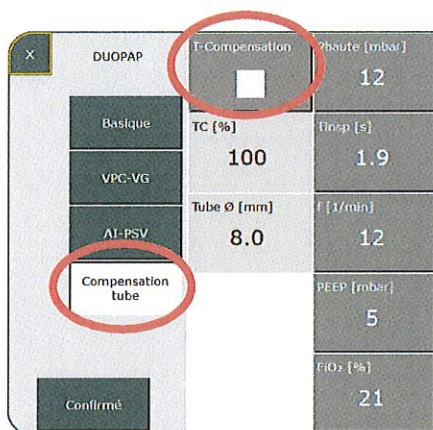 X
DUOPAP
Basique
VPC-VG
AI-PSV
Compensation
tube
Confirmé
T-Compensation
TC [%]
100
Tube Ø [mm]
8.0
Phaute [mbar]
12
Tinsp [s]
1.9
f [1/min]
12
PEEP [mbar]
5
FiO₂ [%]
21